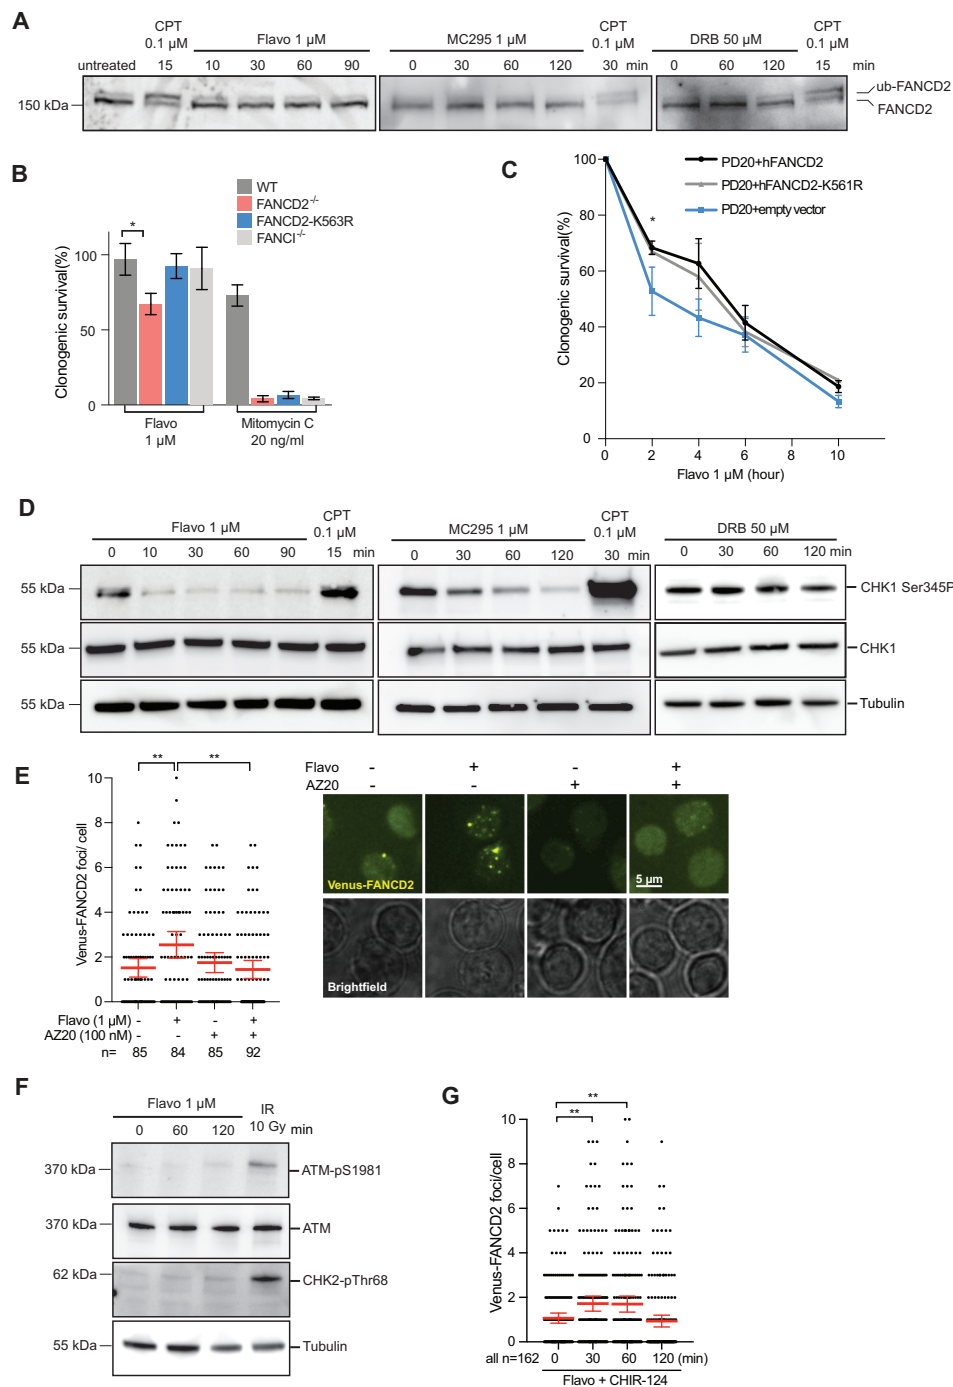 A
CPT
0.1 µM
Flavo 1 µM
MC295 1 µM
CPT
0.1 µM
DRB 50 µM
CPT
0.1 µM
untreated 15 10 30 60 90 0 30 60 120 30 0 60 120 15 min
150 kDa
ub-FANCD2
FANCD2
B
WT
FANCD2-/-
FANCD2-K563R
FANCI-/-
*
Clonogenic survival(%)
100
50
0
Flavo
1 µM
Mitomycin C
20 ng/ml
C
PD20+hFANCD2
PD20+hFANCD2-K561R
PD20+empty vector
*
Clonogenic survival(%)
100
80
60
40
20
0
0 2 4 6 8 10
Flavo 1 µM (hour)
D
Flavo 1 µM
CPT
0.1 µM
MC295 1 µM
CPT
0.1 µM
DRB 50 µM
0 10 30 60 90 15 min 0 30 60 120 30 min 0 30 60 120 min
55 kDa
CHK1 Ser345P
55 kDa
CHK1
55 kDa
Tubulin
E
** **
Venus-FANCD2 foci/ cell
10
8
6
4
2
0
Flavo (1 µM) - + - +
AZ20 (100 nM) - - + +
n= 85 84 85 92
Flavo - + - +
AZ20 - - + +
Venus-FANCD2
5 µm
Brightfield
F
Flavo 1 µM
IR
10 Gy
0 60 120 min
370 kDa
ATM-pS1981
370 kDa
ATM
62 kDa
CHK2-pThr68
55 kDa
Tubulin
G
**
**
Venus-FANCD2 foci/cell
10
8
6
4
2
0
all n=162 0 30 60 120 (min)
Flavo + CHIR-124